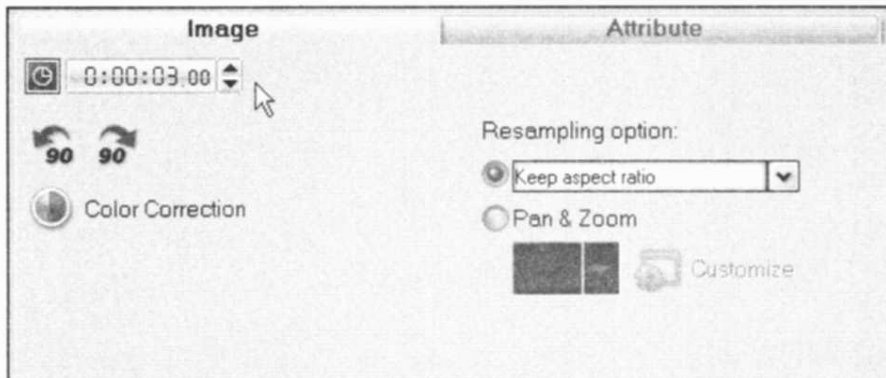 Image
Attribute
0:00:03.00
90 90
Color Correction
Resampling option:
Keep aspect ratio
Pan & Zoom
Customize